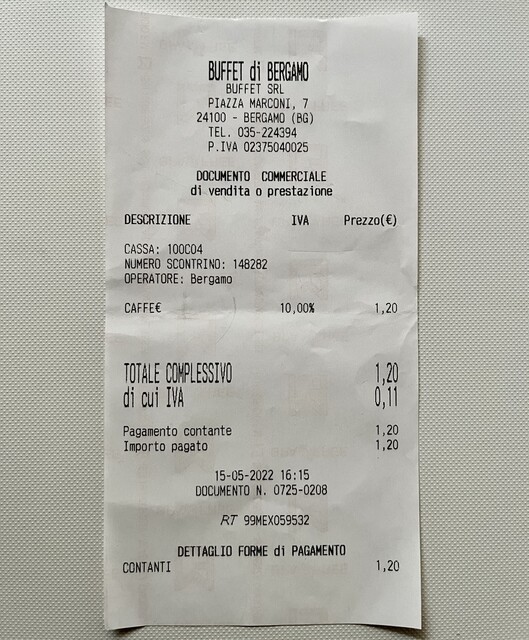 BUFFET di BERGAMO
BUFFET SRL
PIAZZA MARCONI, 7
24100 - BERGAMO (BG)
TEL. 035-224394
P.IVA 02375040025
DOCUMENTO COMMERCIALE
di vendita o prestazione
DESCRIZIONE IVA Prezzo(€)
CASSA: 100C04
NUMERO SCONTRINO: 148282
OPERATORE: Bergamo
CAFFE€ 10,00% 1,20
TOTALE COMPLESSIVO 1,20
di cui IVA 0,11
Pagamento contante 1,20
Importo pagato 1,20
15-05-2022 16:15
DOCUMENTO N. 0725-0208
RT 99MEX059532
DETTAGLIO FORME di PAGAMENTO
CONTANTI 1,20